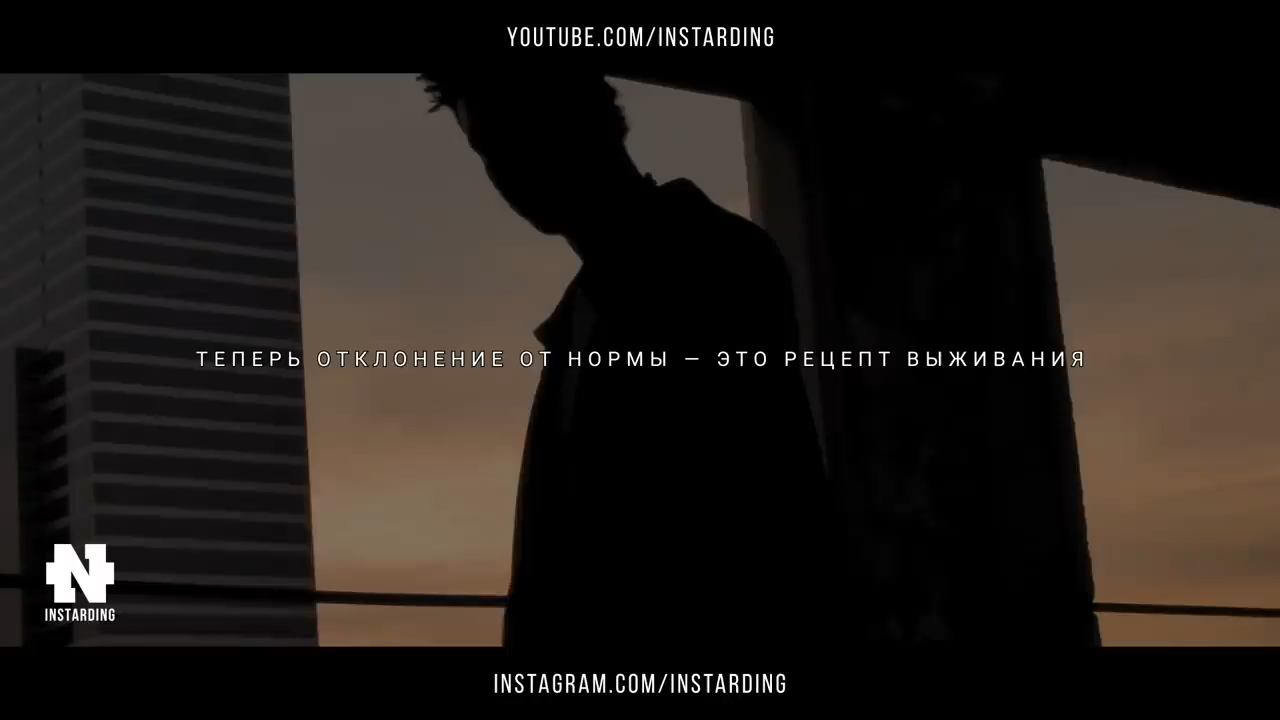 YOUTUBE.COM/INSTARDING
ТЕПЕРЬ ОТКЛОНЕНИЕ ОТ НОРМЫ – ЭТО РЕЦЕПТ ВЫЖИВАНИЯ
N
INSTARDING
INSTAGRAM.COM/INSTARDING